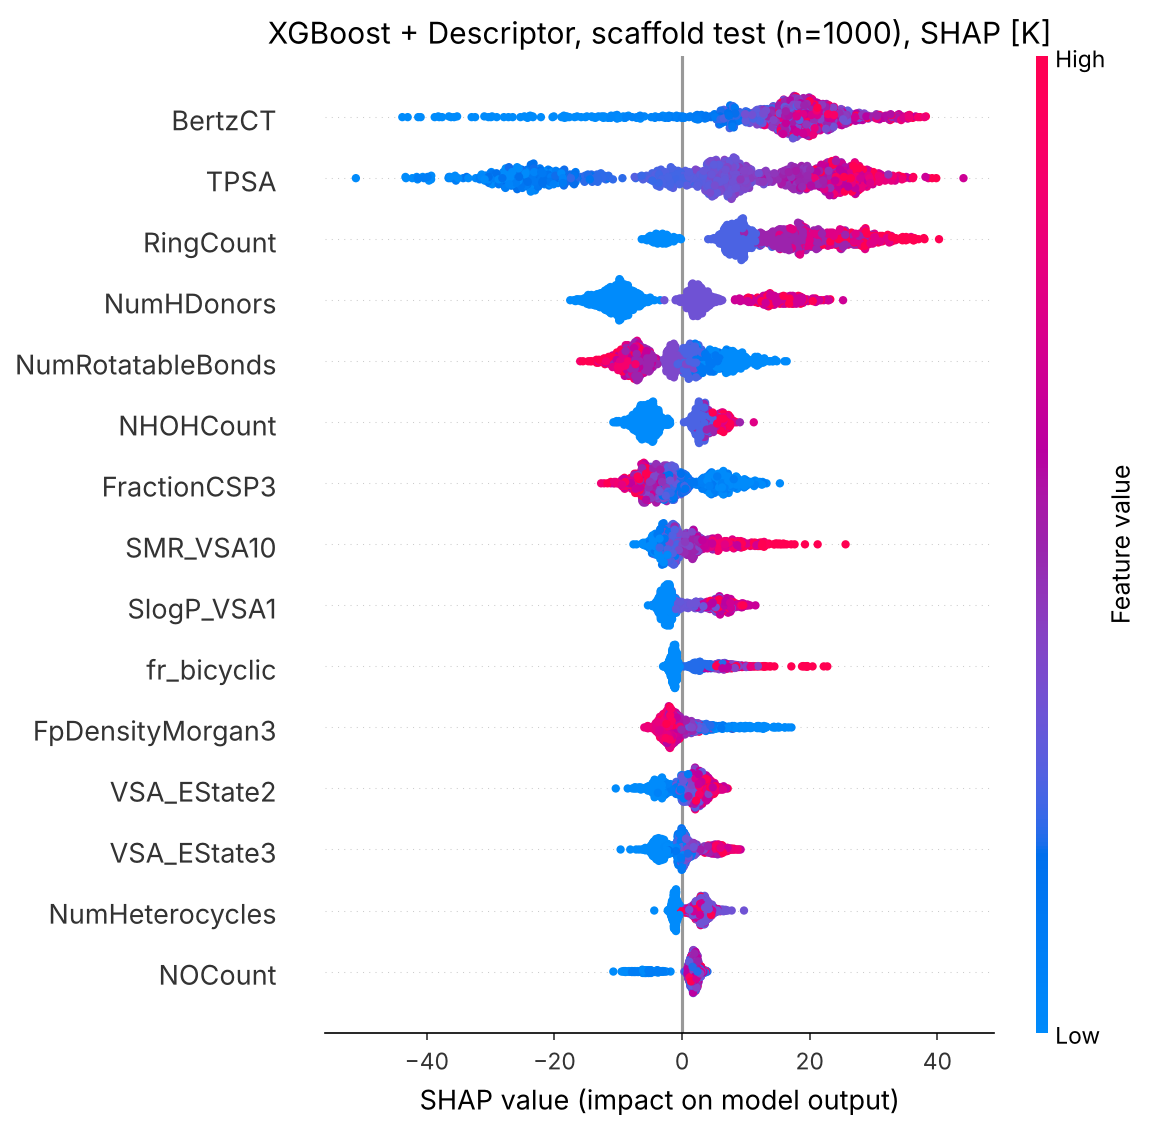 XGBoost + Descriptor, scaffold test (n=1000), SHAP [K]
High
BertzCT
TPSA
RingCount
NumHDonors
NumRotatableBonds
NHOHCount
FractionCSP3
SMR_VSA10
SlogP_VSA1
fr_bicyclic
FpDensityMorgan3
VSA_EState2
VSA_EState3
NumHeterocycles
NOCount
Feature value
Low
−40 −20 0 20 40
SHAP value (impact on model output)